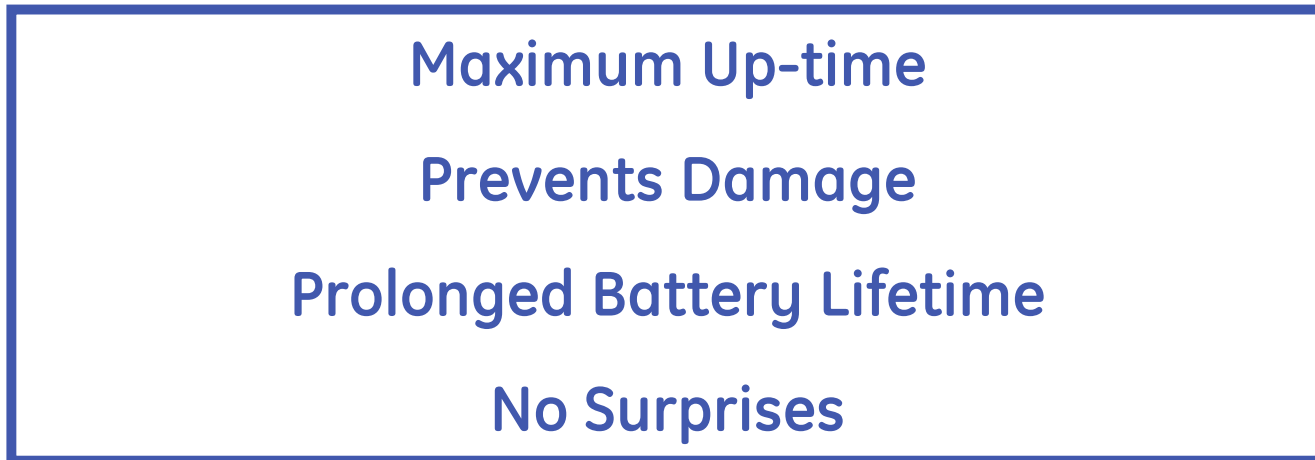 Maximum Up-time
Prevents Damage
Prolonged Battery Lifetime
No Surprises